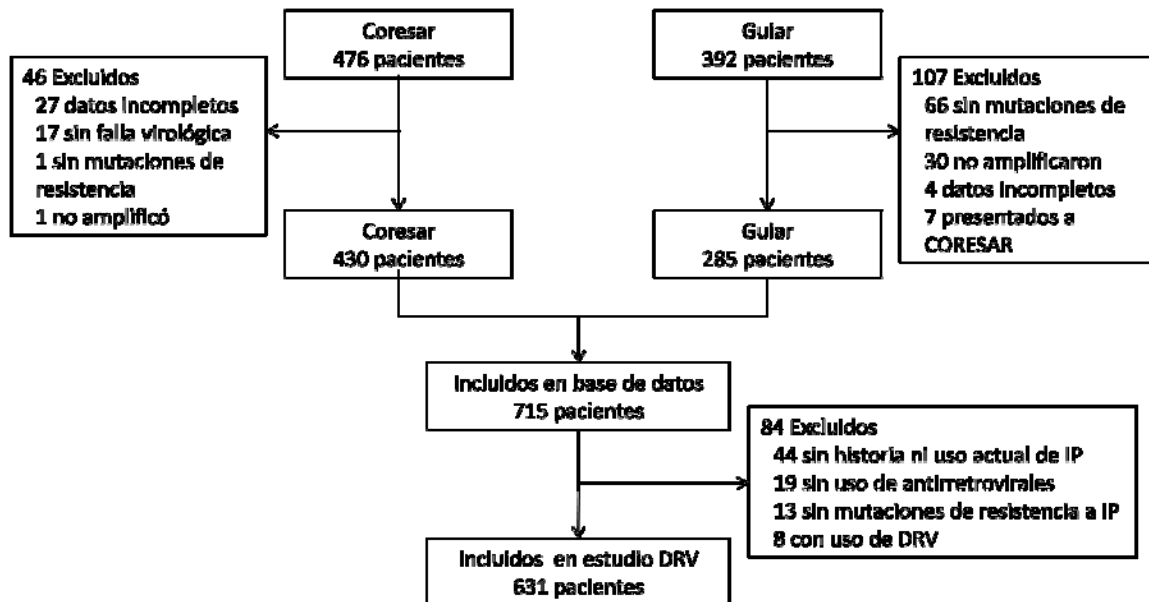 Coresar
476 pacientes
Gular
392 pacientes
46 Excluidos
27 datos incompletos
17 sin falla virológica
1 sin mutaciones de
resistencia
1 no amplificó
107 Excluidos
66 sin mutaciones de
resistencia
30 no amplificaron
4 datos incompletos
7 presentados a
CORESAR
Coresar
430 pacientes
Gular
285 pacientes
Incluidos en base de datos
715 pacientes
84 Excluidos
44 sin historia ni uso actual de IP
19 sin uso de antirretrovirales
13 sin mutaciones de resistencia a IP
8 con uso de DRV
Incluidos en estudio DRV
631 pacientes